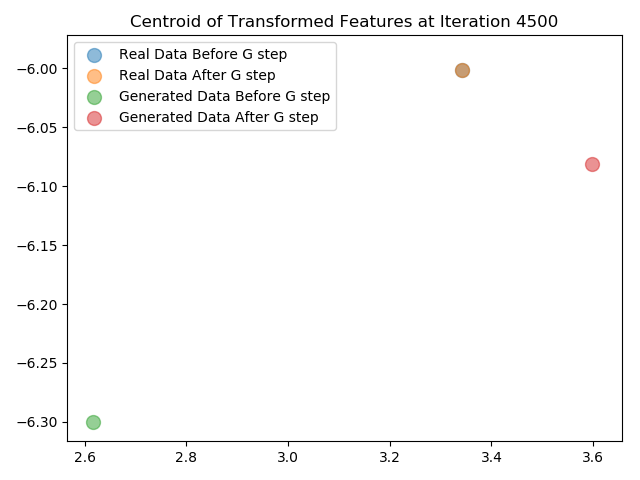 Centroid of Transformed Features at Iteration 4500
Real Data Before G step
Real Data After G step
Generated Data Before G step
Generated Data After G step
−6.00
−6.05
−6.10
−6.15
−6.20
−6.25
−6.30
2.6 2.8 3.0 3.2 3.4 3.6